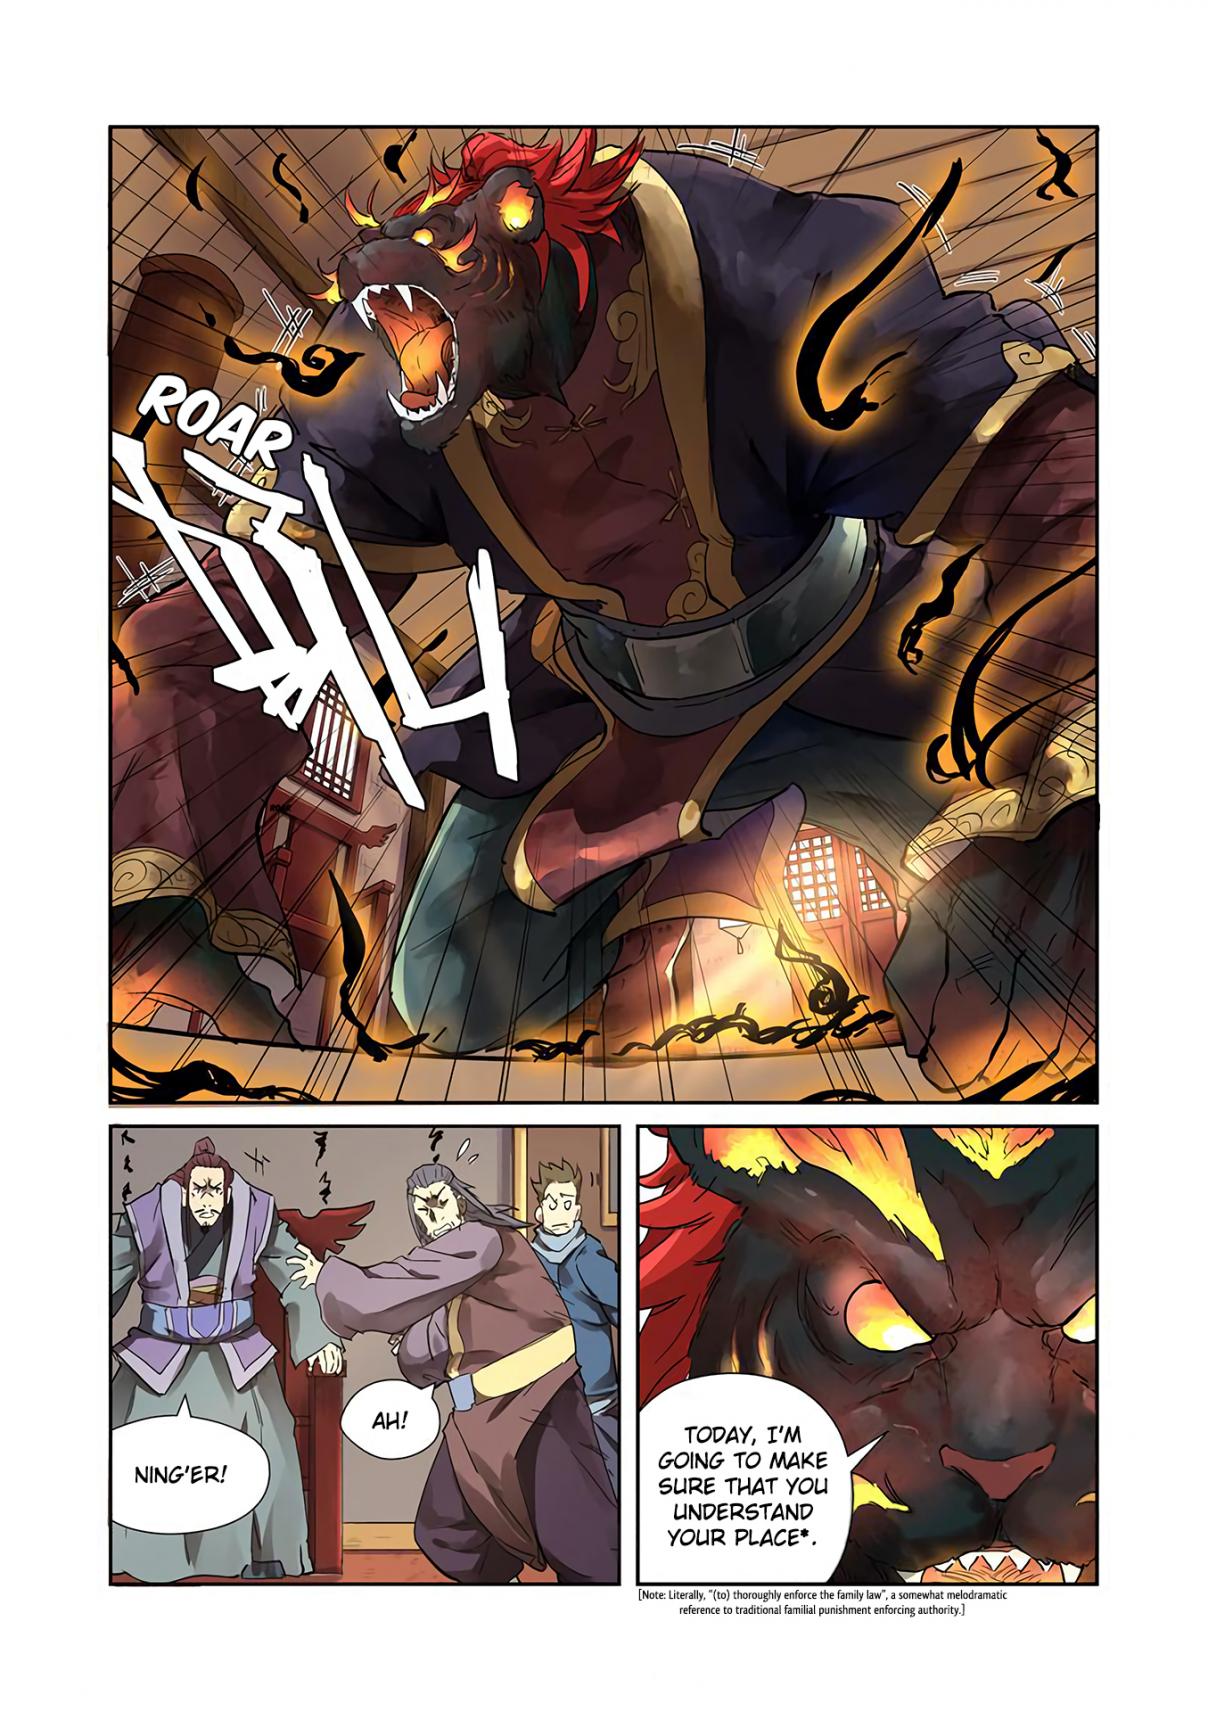 ROAR
ROAR
NING'ER!
AH!
TODAY, I'M
GOING TO MAKE
SURE THAT YOU
UNDERSTAND
YOUR PLACE*.
[Note: Literally, "(to) thoroughly enforce the family law", a somewhat melodramatic
reference to traditional familial punishment enforcing authority.]